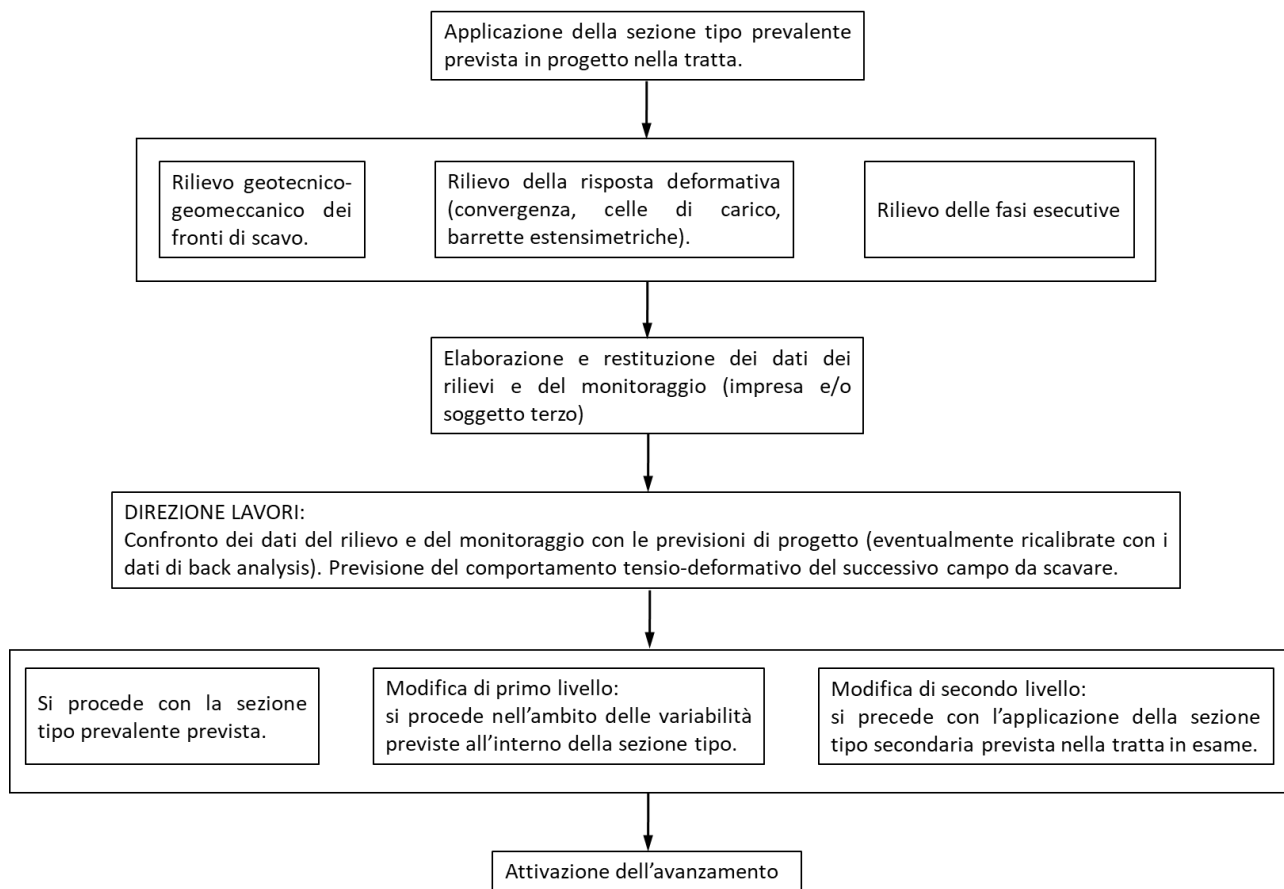 Applicazione della sezione tipo prevalente
prevista in progetto nella tratta.
Rilievo geotecnico-
geomeccanico dei
fronti di scavo.
Rilievo della risposta deformativa
(convergenza, celle di carico,
barrette estensimetriche).
Rilievo delle fasi esecutive
Elaborazione e restituzione dei dati dei
rilievi e del monitoraggio (impresa e/o
soggetto terzo)
DIREZIONE LAVORI:
Confronto dei dati del rilievo e del monitoraggio con le previsioni di progetto (eventualmente ricalibrate con i
dati di back analysis). Previsione del comportamento tensio-deformativo del successivo campo da scavare.
Si procede con la sezione
tipo prevalente prevista.
Modifica di primo livello:
si procede nell’ambito delle variabilità
previste all’interno della sezione tipo.
Modifica di secondo livello:
si precede con l’applicazione della sezione
tipo secondaria prevista nella tratta in esame.
Attivazione dell’avanzamento